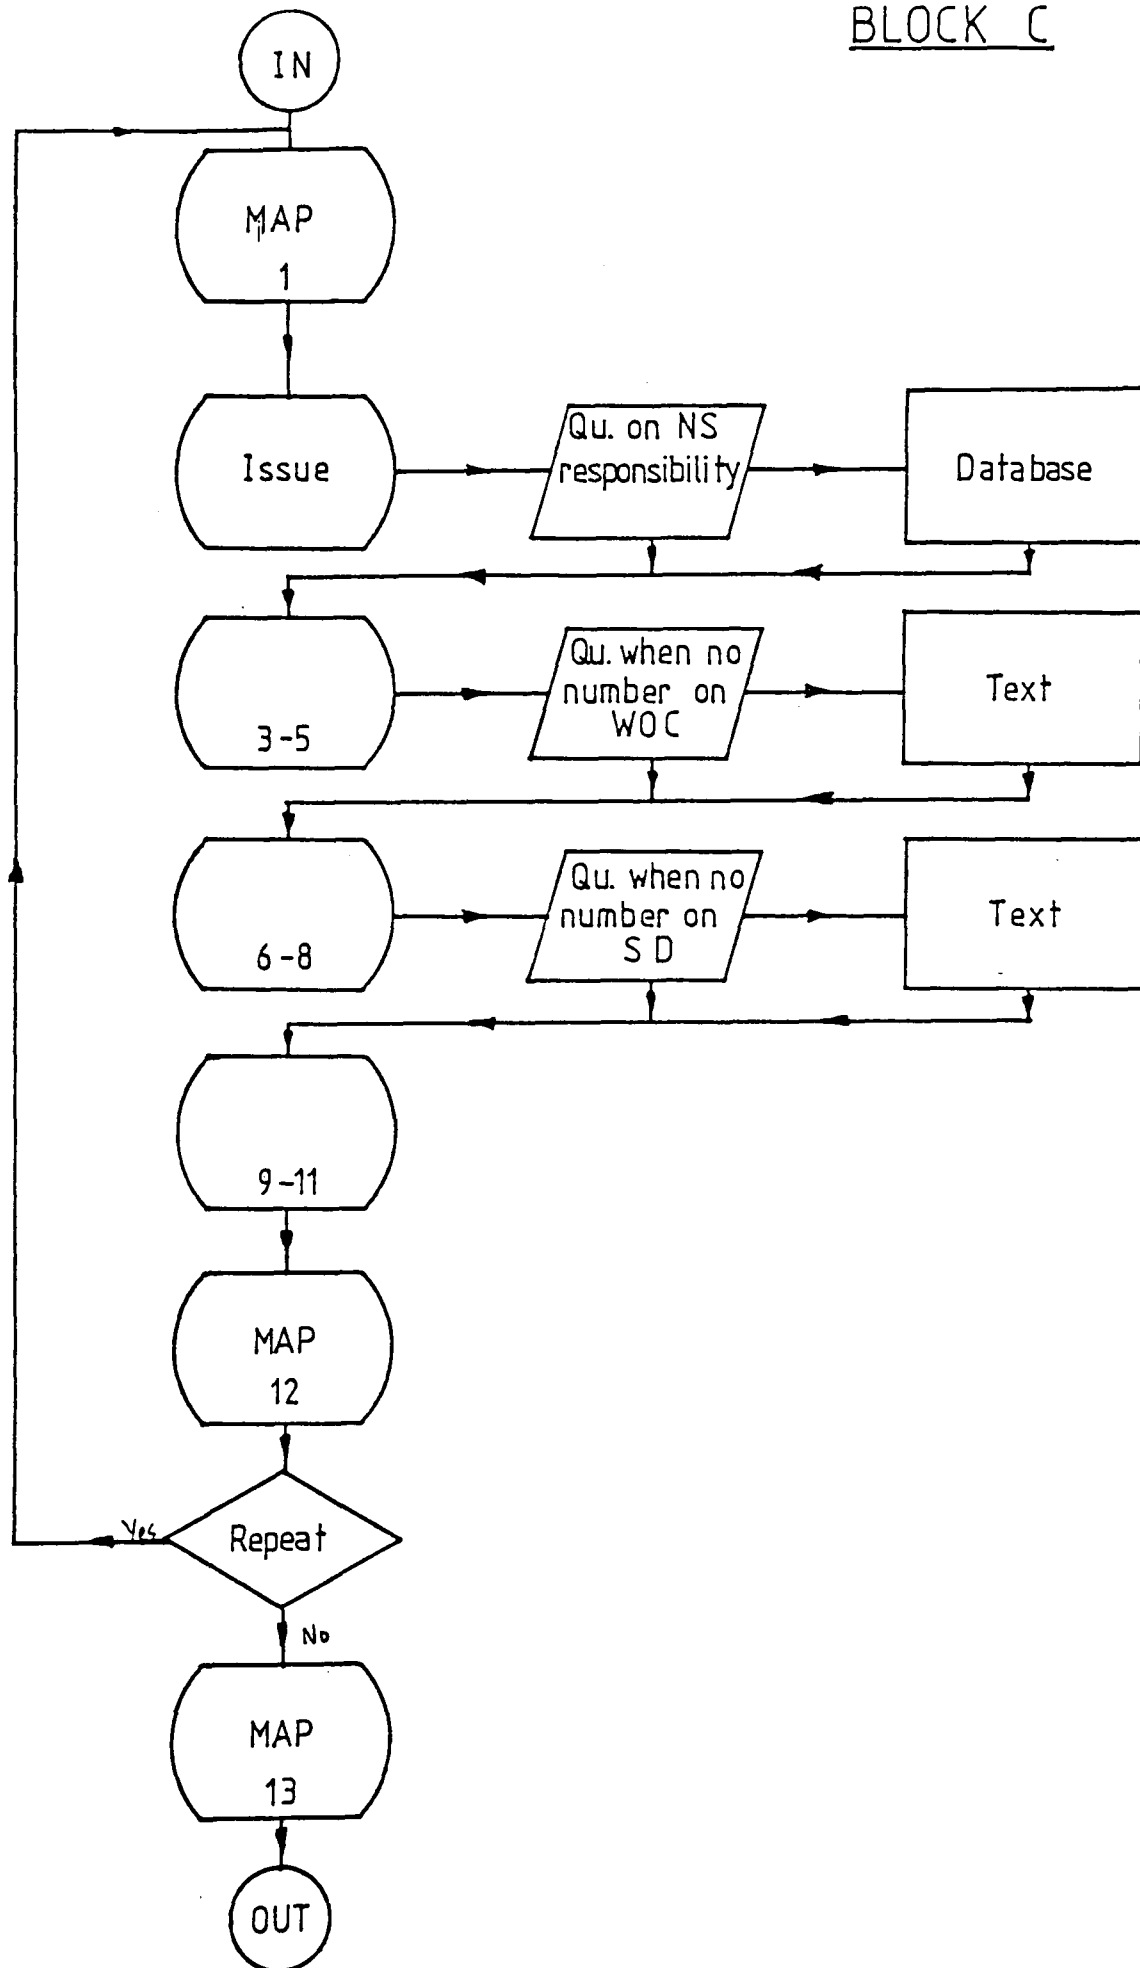 BLOCK C
IN
MAP
1
Issue
Qu. on NS
responsibility
Database
3-5
Qu. when no
number on
WOC
Text
6-8
Qu. when no
number on
SD
Text
9-11
MAP
12
Repeat
Yes
No
MAP
13
OUT